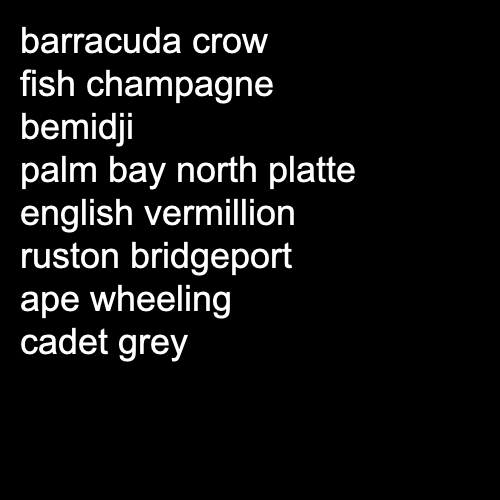 barracuda crow
fish champagne
bemidji
palm bay north platte
english vermillion
ruston bridgeport
ape wheeling
cadet grey